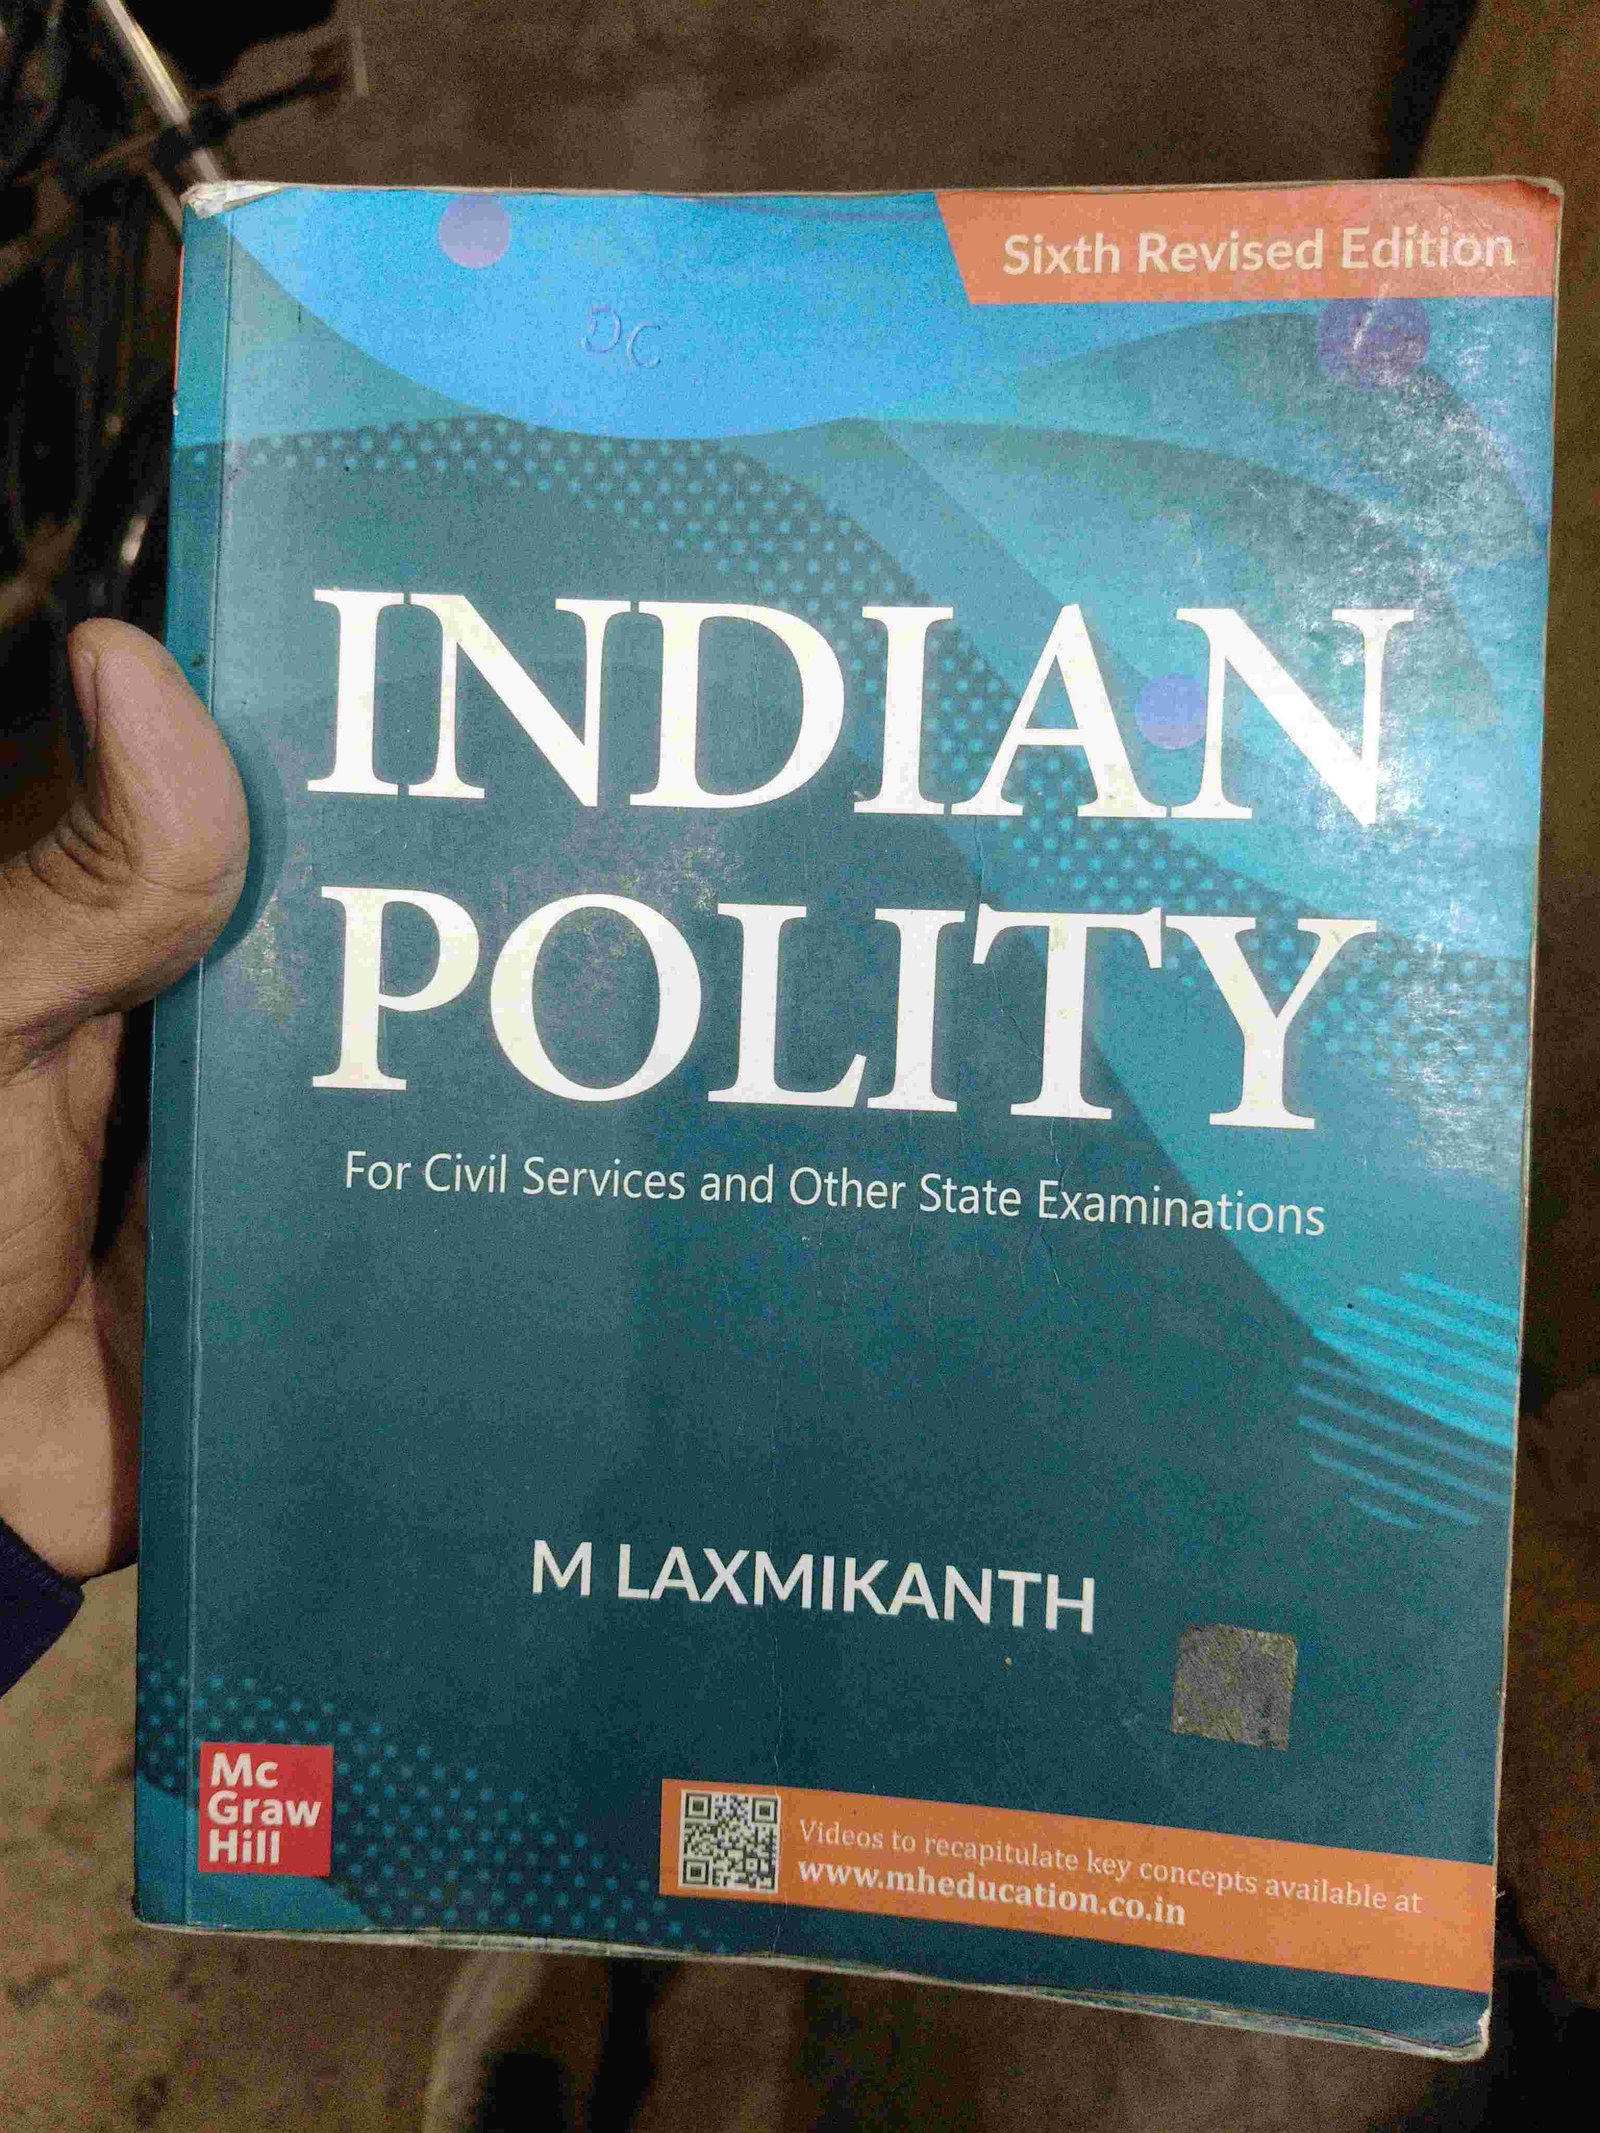 Sixth Revised Edition
DC
INDIAN
POLITY
For Civil Services and Other State Examinations
M LAXMIKANTH
Mc
Graw
Hill
Videos to recapitulate key concepts available at
www.mheducation.co.in